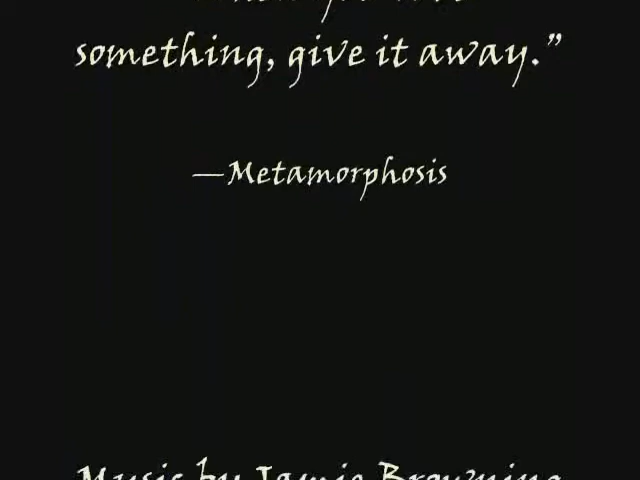 something, give it away.”
—Metamorphosis
Music by Jamie Browning